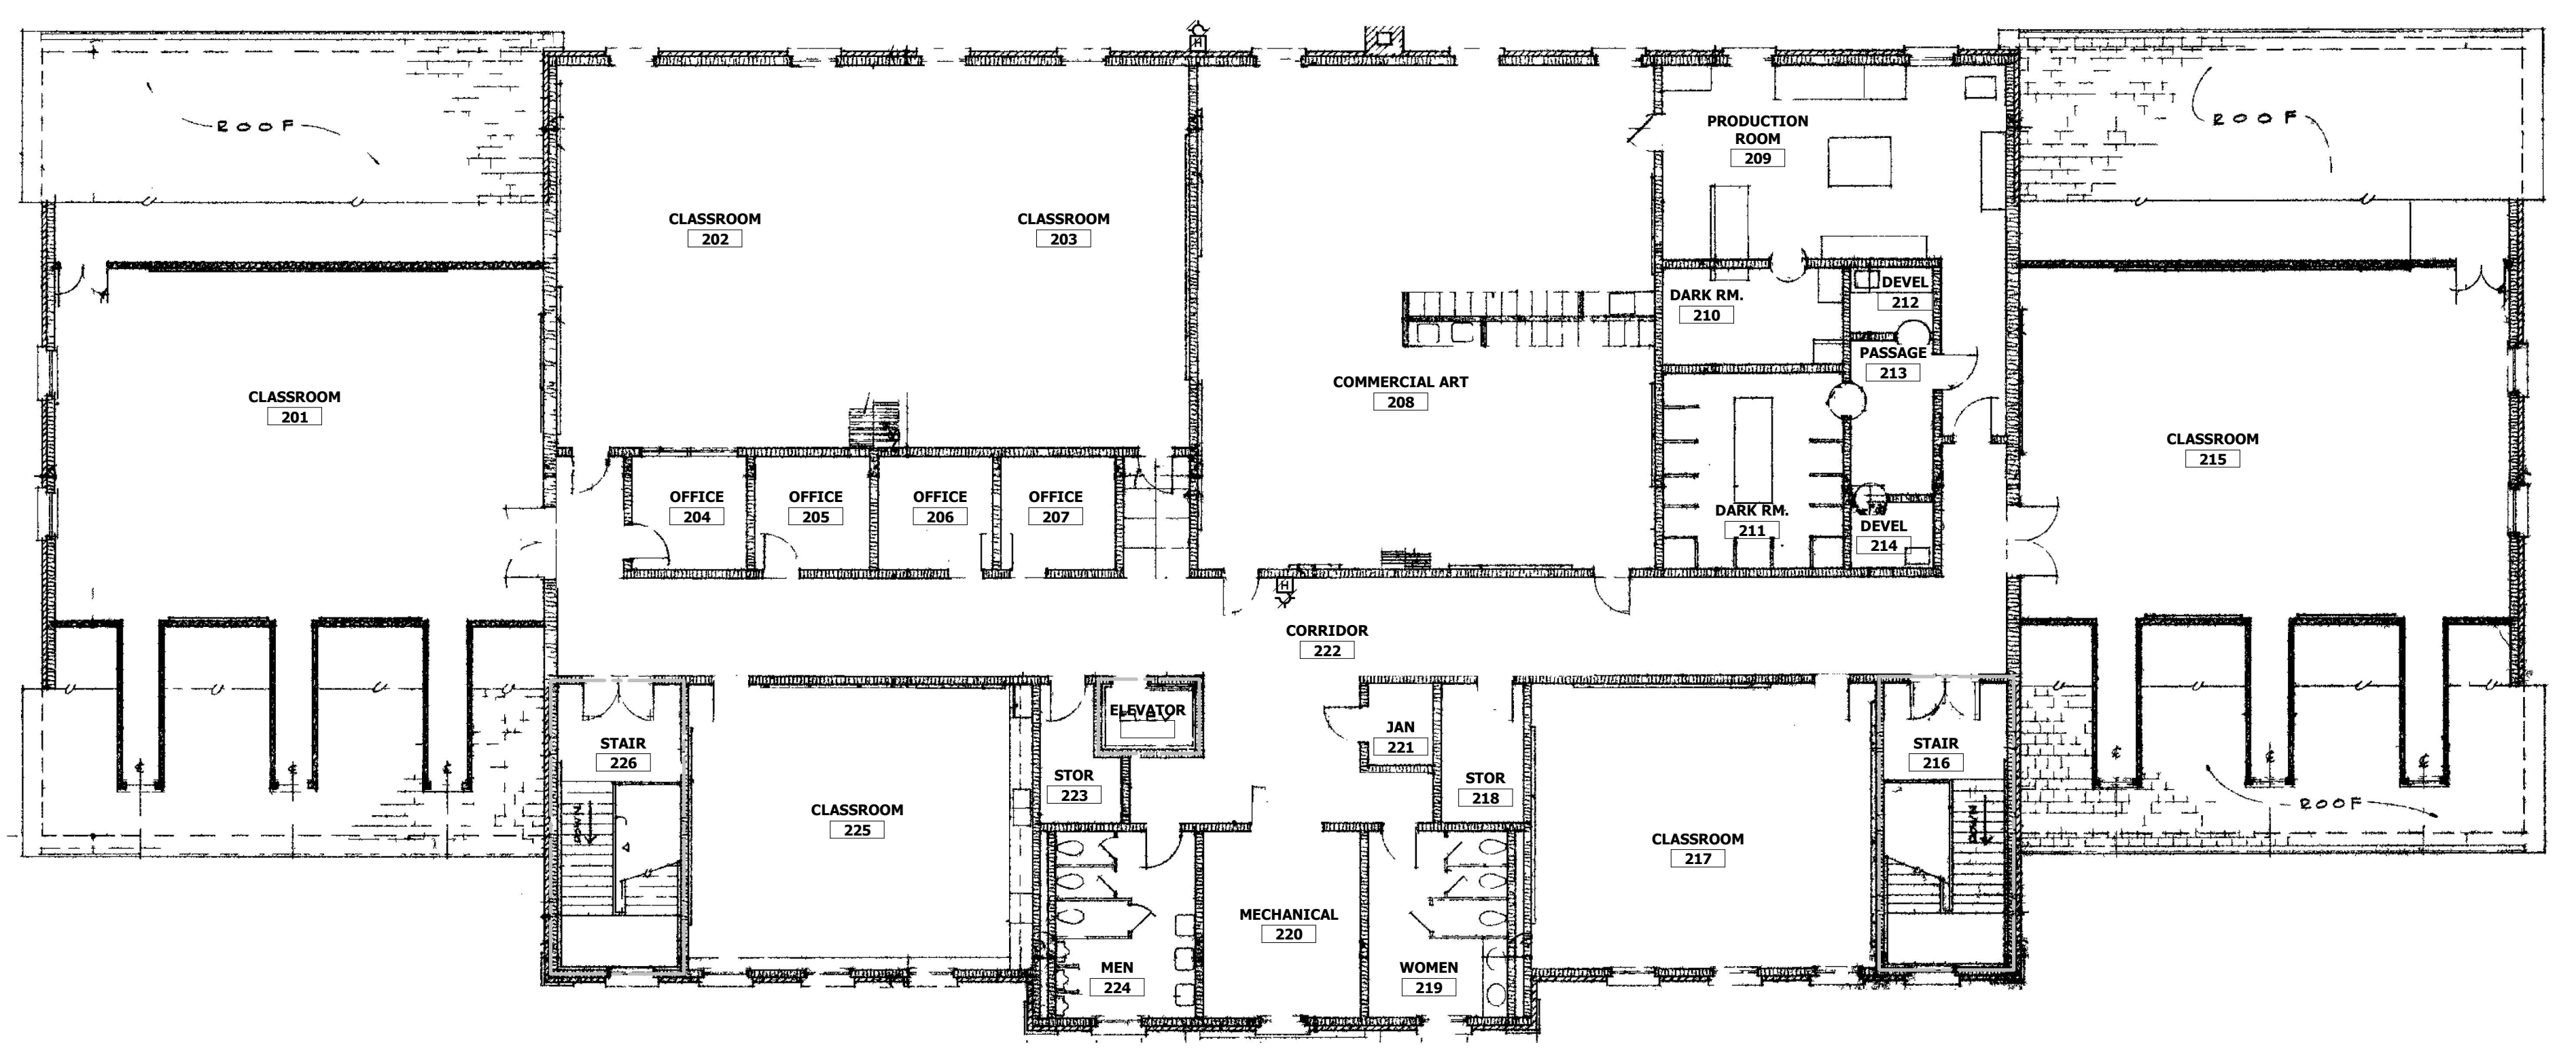 H
ROOF
ROOF
PRODUCTION
ROOM
209
CLASSROOM
202
CLASSROOM
203
DARK RM.
210
DEVEL
212
PASSAGE
213
COMMERCIAL ART
208
CLASSROOM
201
CLASSROOM
215
OFFICE
204
OFFICE
205
OFFICE
206
OFFICE
207
DARK RM.
211
DEVEL
214
H
CORRIDOR
222
ELEVATOR
STAIR
226
JAN
221
STAIR
216
STOR
223
STOR
218
CLASSROOM
225
DOWN
CLASSROOM
217
DOWN
ROOF
MECHANICAL
220
MEN
224
WOMEN
219